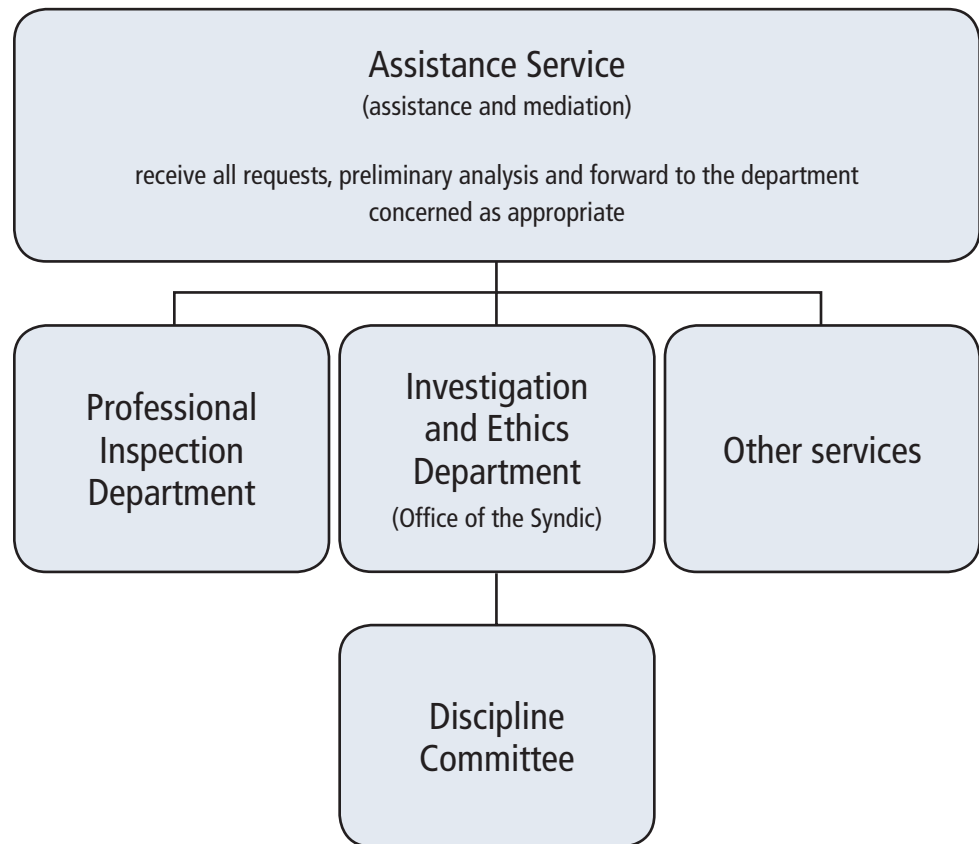 Assistance Service
(assistance and mediation)
receive all requests, preliminary analysis and forward to the department
concerned as appropriate
Professional
Inspection
Department
Investigation
and Ethics
Department
(Office of the Syndic)
Other services
Discipline
Committee